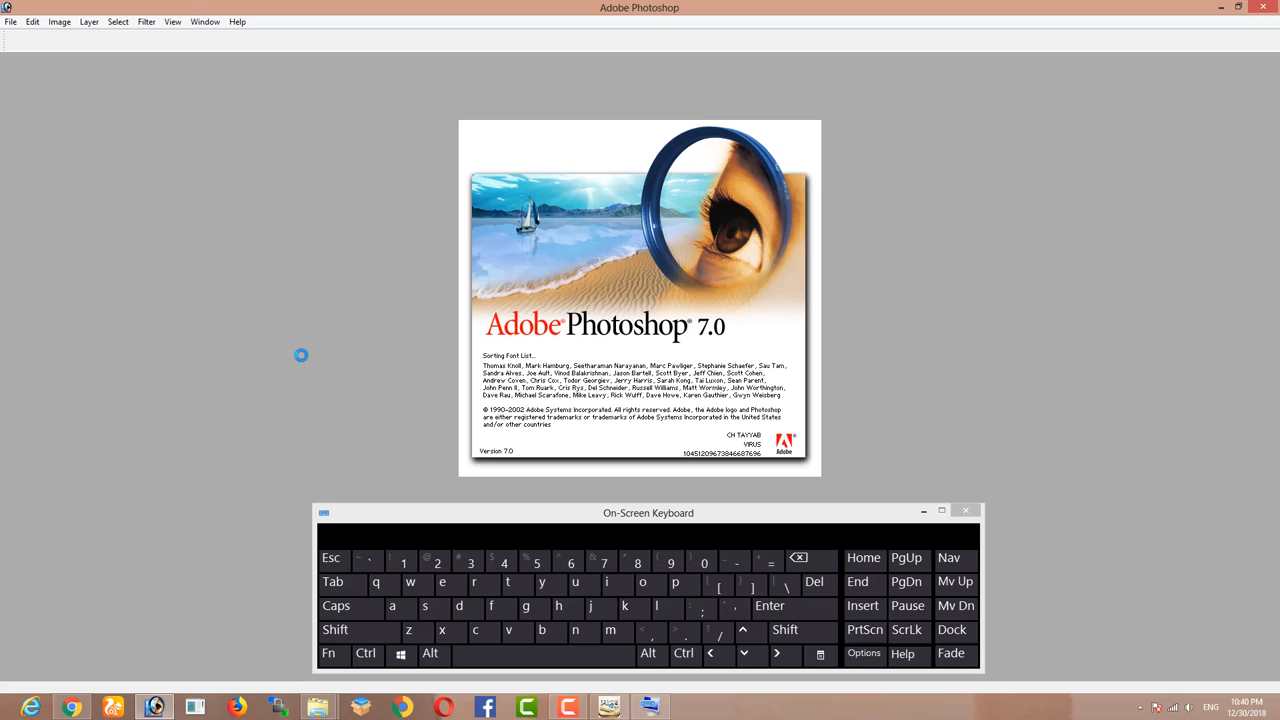 Adobe Photoshop
File Edit Image Layer Select Filter View Window Help
Adobe® Photoshop® 7.0
Sorting Font List...
Thomas Knoll, Mark Hamburg, Seetharaman Narayanan, Marc Pawliger, Stephanie Schaefer, Sau Tam,
Sandra Alves, Joe Ault, Vinod Balakrishnan, Jason Bartell, Scott Byer, Jeff Chien, Scott Cohen,
Andrew Coven, Chris Cox, Todor Georgiev, Jerry Harris, Sarah Kong, Tai Luxon, Sean Parent,
John Penn II, Tom Ruark, Cris Rys, Del Schneider, Russell Williams, Matt Wormley, John Worthington,
Dave Rau, Michael Scarafone, Mike Leavy, Rick Wulff, Dave Howe, Karen Gauthier, Gwyn Weisberg
© 1990-2002 Adobe Systems Incorporated. All rights reserved. Adobe, the Adobe logo and Photoshop
are either registered trademarks or trademarks of Adobe Systems Incorporated in the United States
and/or other countries
CH TAYYAB
VIRUS
Version 7.0 10451209673846687696
Adobe
On-Screen Keyboard
Esc ~ ` ! 1 @ 2 # 3 $ 4 % 5 ^ 6 & 7 * 8 ( 9 ) 0 _ - + = Home PgUp Nav
Tab q w e r t y u i o p { [ } ] | \ Del End PgDn Mv Up
Caps a s d f g h j k l : ; " ' Enter Insert Pause Mv Dn
Shift z x c v b n m < , > . ? / Shift PrtScn ScrLk Dock
Fn Ctrl Alt Alt Ctrl Options Help Fade
ENG
10:40 PM
12/30/2018